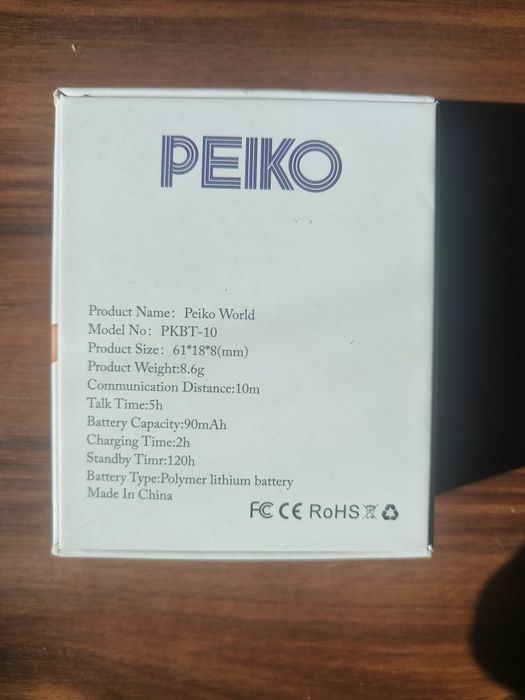 PEIKO
Product Name: Peiko World
Model No: PKBT-10
Product Size: 61*18*8(mm)
Product Weight:8.6g
Communication Distance:10m
Talk Time:5h
Battery Capacity:90mAh
Charging Time:2h
Standby Timr:120h
Battery Type:Polymer lithium battery
Made In China
FC CE RoHS